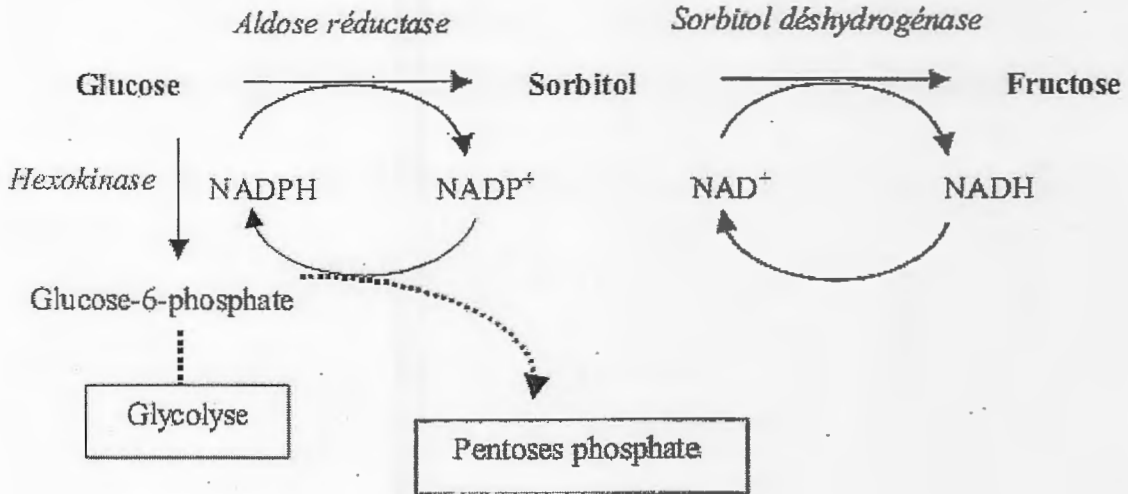 Aldose réductase Sorbitol déshydrogénase
Glucose Sorbitol Fructose
Hexokinase NADPH NADP⁺ NAD⁺ NADH
Glucose-6-phosphate
Glycolyse
Pentoses phosphate